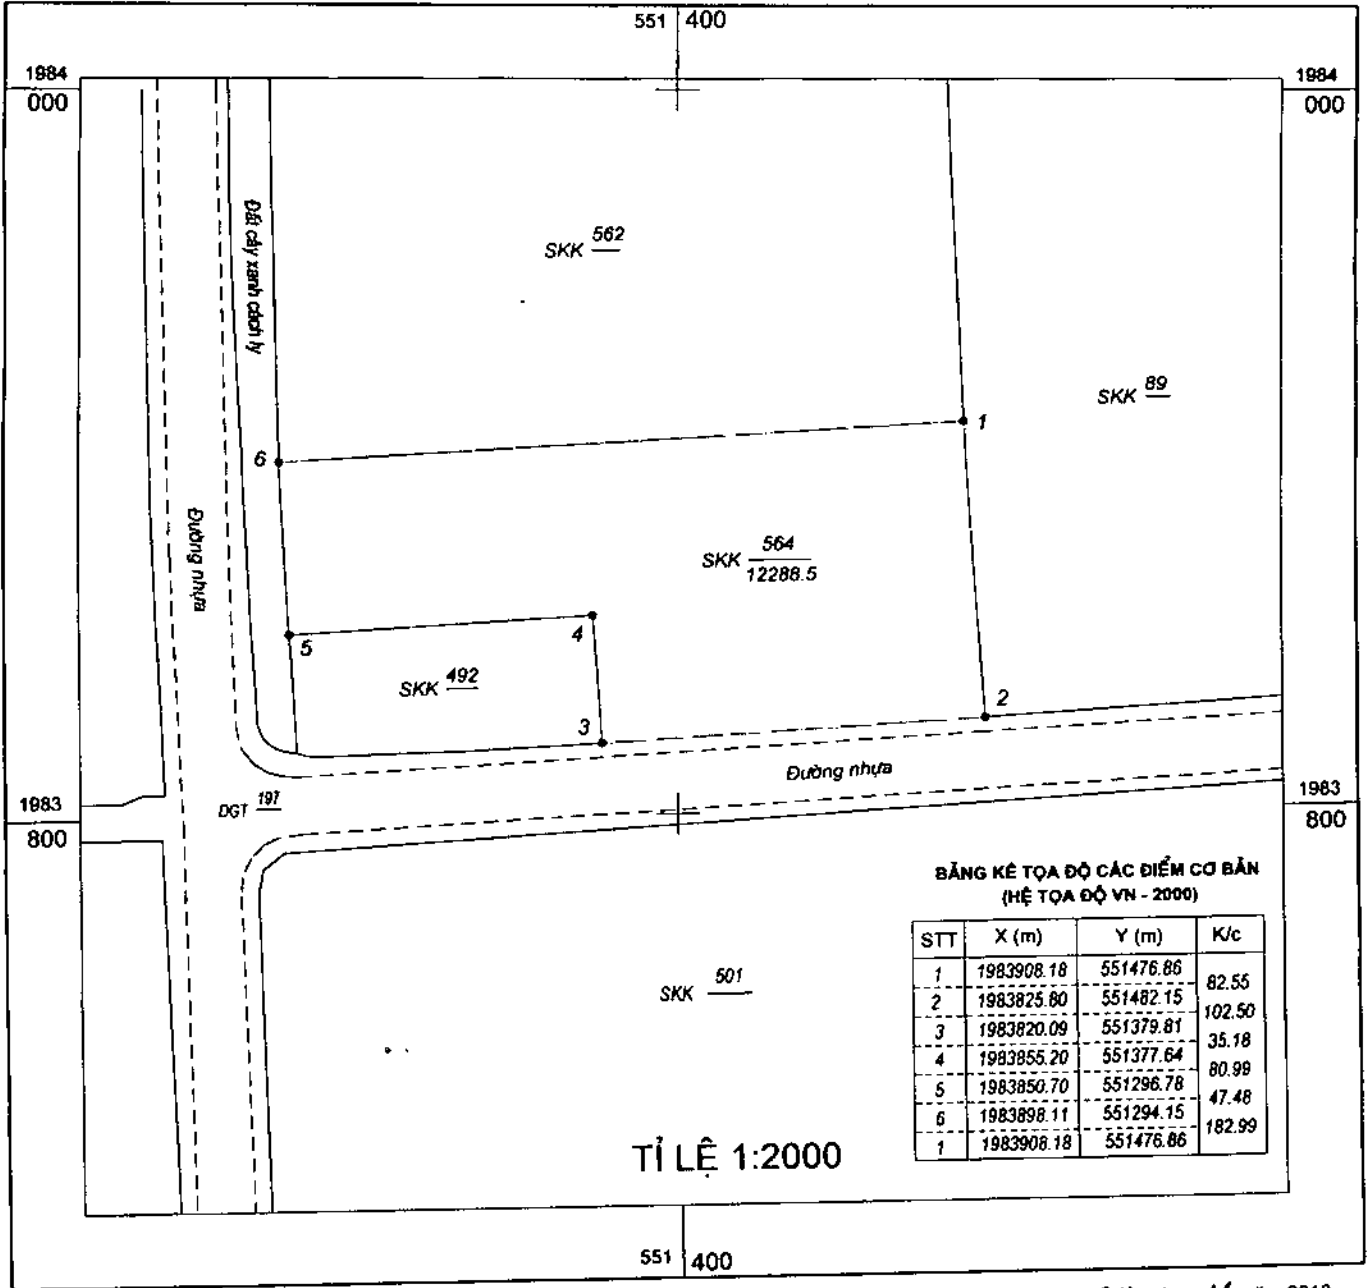 551 400
1984 1984
000 000
Đất cây xanh cách ly
SKK 562
SKK 89
1
6
Đường nhựa
SKK 564
12288.5
4
5
SKK 492
2
3
Đường nhựa
1983 DGT 197 1983
800 800
BẢNG KÊ TỌA ĐỘ CÁC ĐIỂM CƠ BẢN
(HỆ TỌA ĐỘ VN - 2000)
STT X (m) Y (m) K/c
1 1983908.18 551476.86
82.55
2 1983825.80 551482.15
102.50
3 1983820.09 551379.81
35.18
4 1983855.20 551377.64
80.99
5 1983850.70 551296.78
47.48
6 1983898.11 551294.15
182.99
1 1983908.18 551476.86
SKK 501
TỈ LỆ 1:2000
551 400